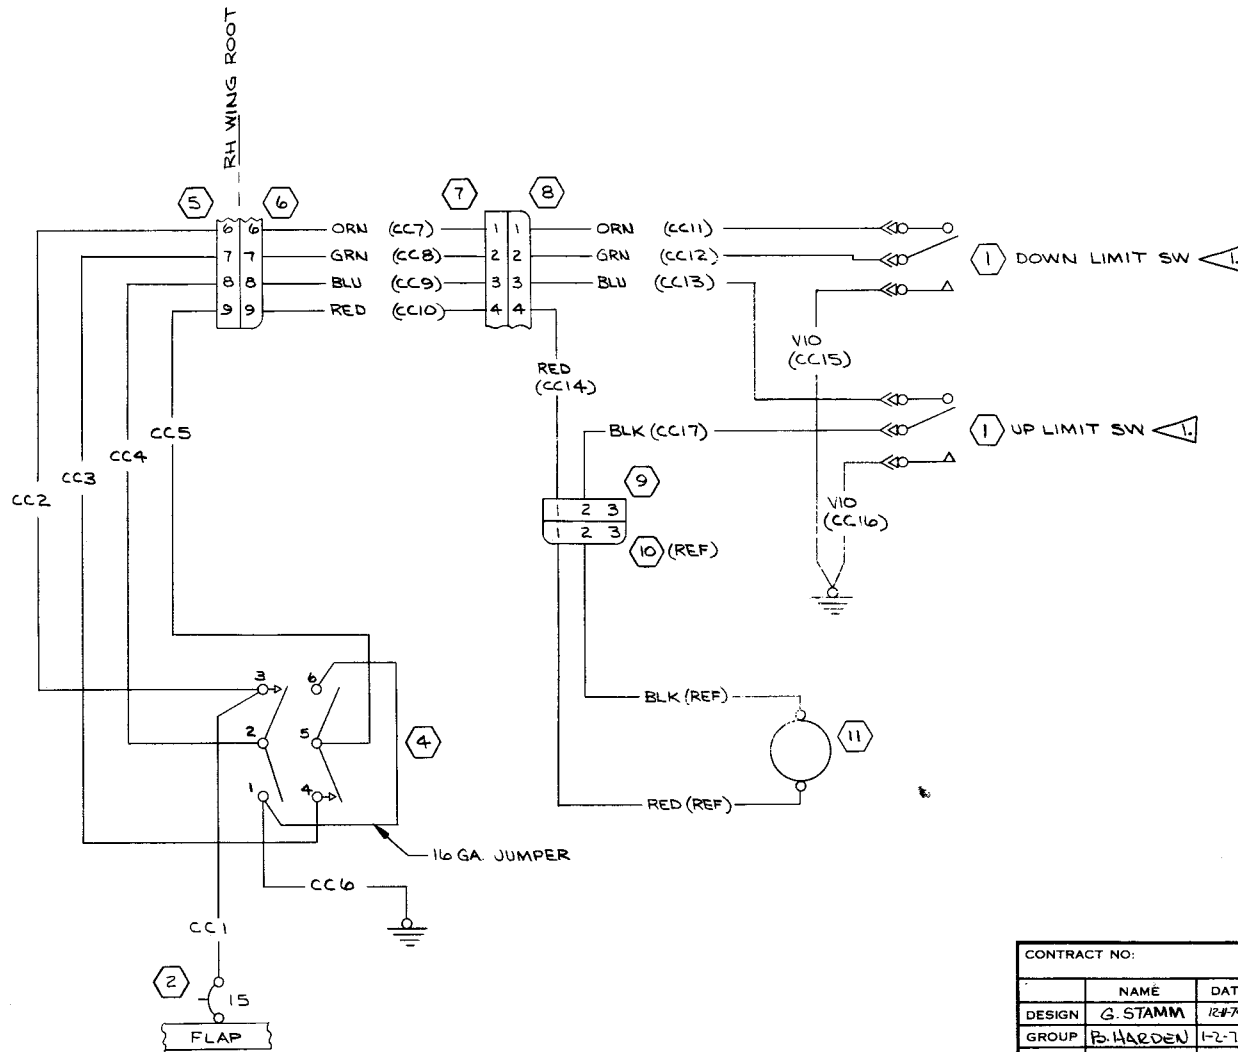 RH WING ROOT
5 6 7 8
6 6 ORN (CC7) 1 1 ORN (CC11)
7 7 GRN (CC8) 2 2 GRN (CC12)
8 8 BLU (CC9) 3 3 BLU (CC13)
9 9 RED (CC10) 4 4
1 DOWN LIMIT SW 1.
VIO
(CC15)
RED
(CC14)
BLK (CC17)
1 UP LIMIT SW 1.
CC5
CC4
CC3
CC2
9
1 2 3
1 2 3
10 (REF)
VIO
(CC16)
3 6
2 5
1 4
4
BLK (REF)
11
RED (REF)
16 GA. JUMPER
CC6
CC1
2
15
FLAP
CONTRACT NO:
NAME
DESIGN G. STAMM
GROUP B. HARDEN